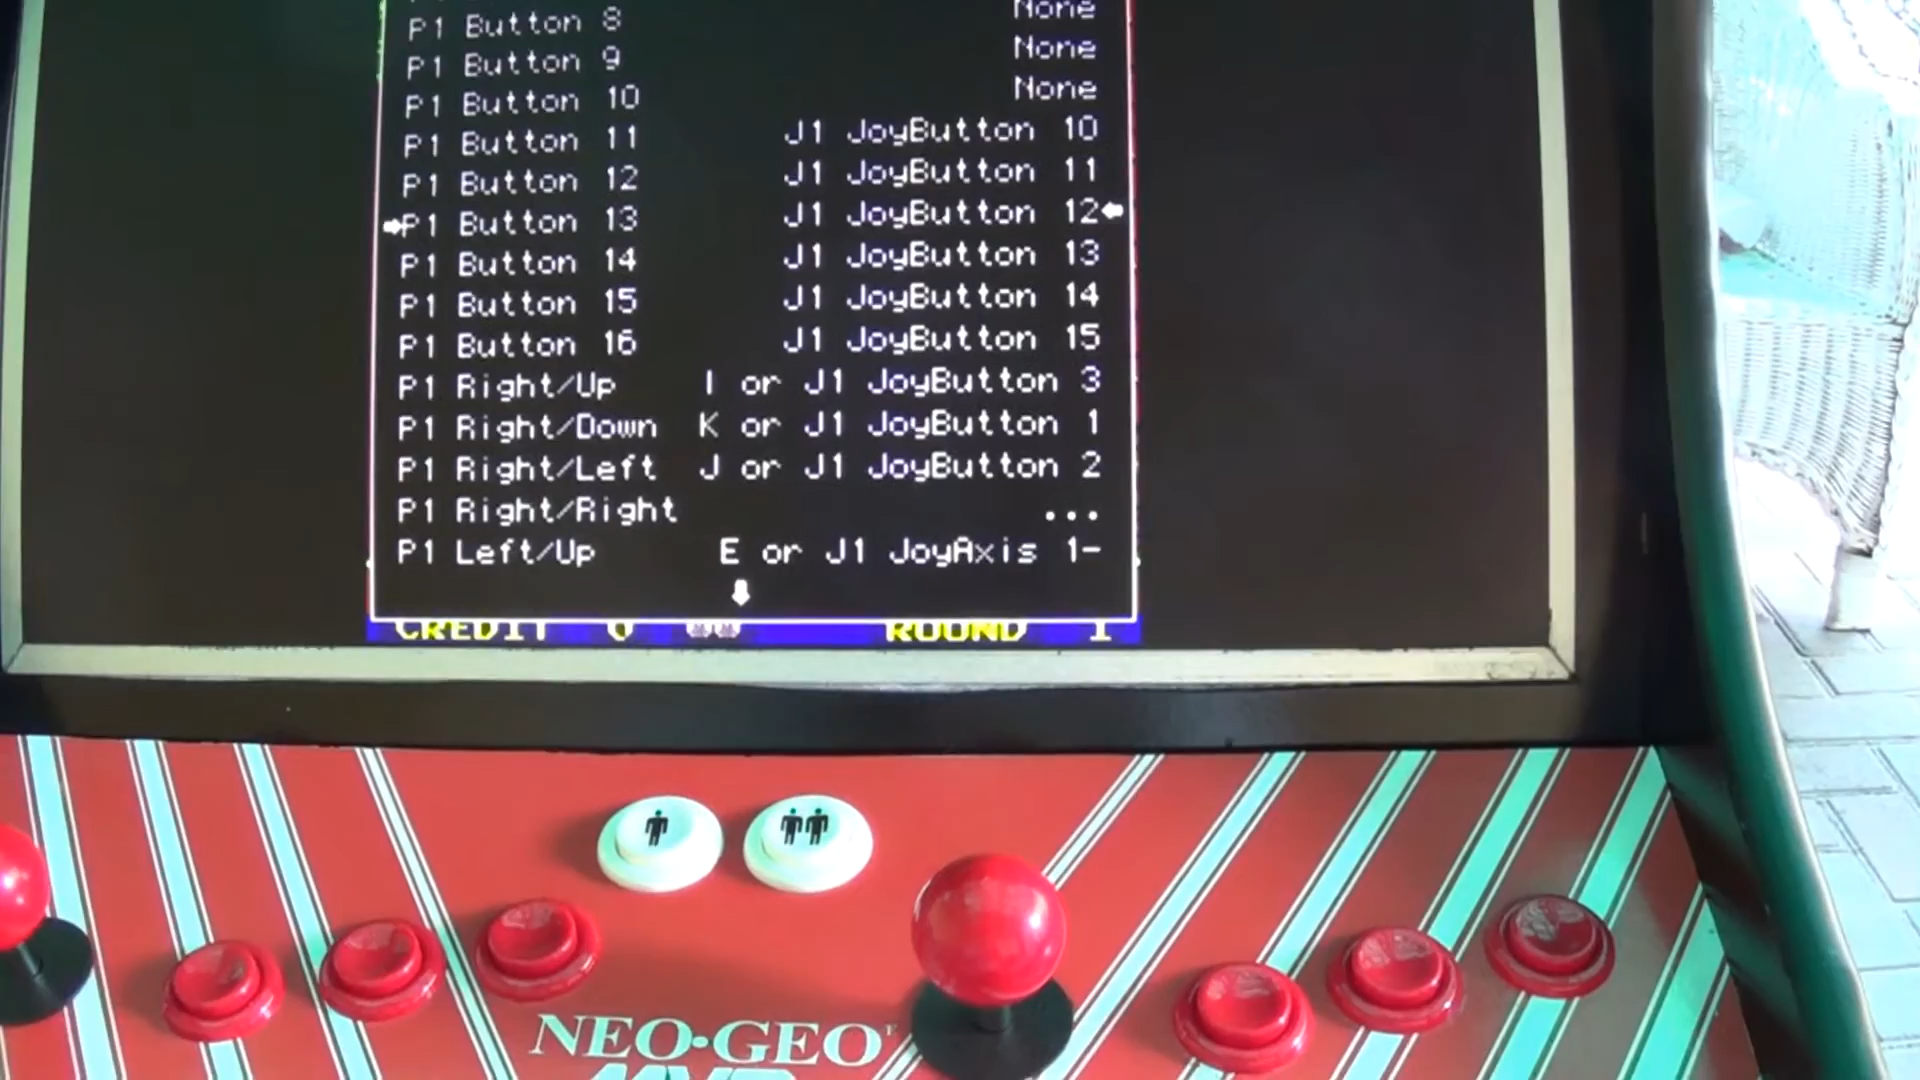 P1 Button 8 None
P1 Button 9 None
P1 Button 10 None
P1 Button 11 J1 JoyButton 10
P1 Button 12 J1 JoyButton 11
P1 Button 13 J1 JoyButton 12
P1 Button 14 J1 JoyButton 13
P1 Button 15 J1 JoyButton 14
P1 Button 16 J1 JoyButton 15
P1 Right/Up I or J1 JoyButton 3
P1 Right/Down K or J1 JoyButton 1
P1 Right/Left J or J1 JoyButton 2
P1 Right/Right ...
P1 Left/Up E or J1 JoyAxis 1-
CREDIT 0 ROUND 1
NEO•GEO